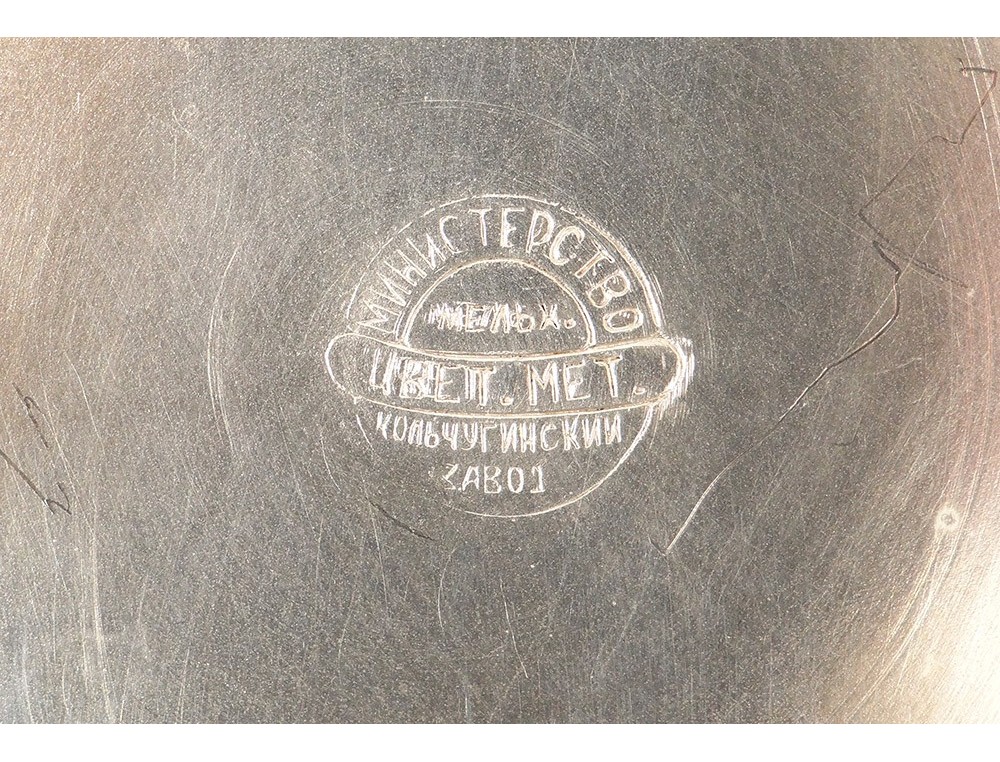 МИНИСТЕРСТВО
МЕЛЬХ.
ЦВЕТ. МЕТ.
КОЛЬЧУГИНСКИЙ
ЗАВОД